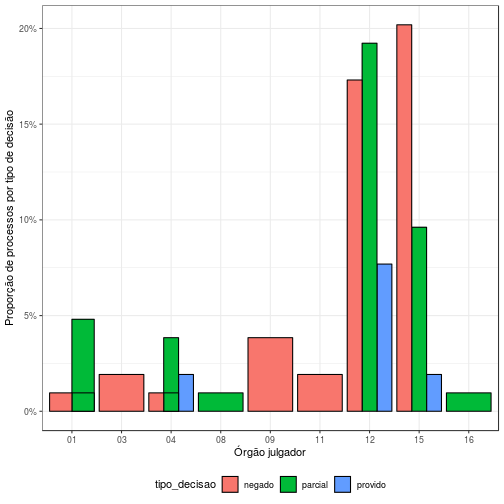 20%
15%
10%
5%
0%
Proporção de processos por tipo de decisão
01 03 04 08 09 11 12 15 16
Órgão julgador
tipo_decisao negado parcial provido